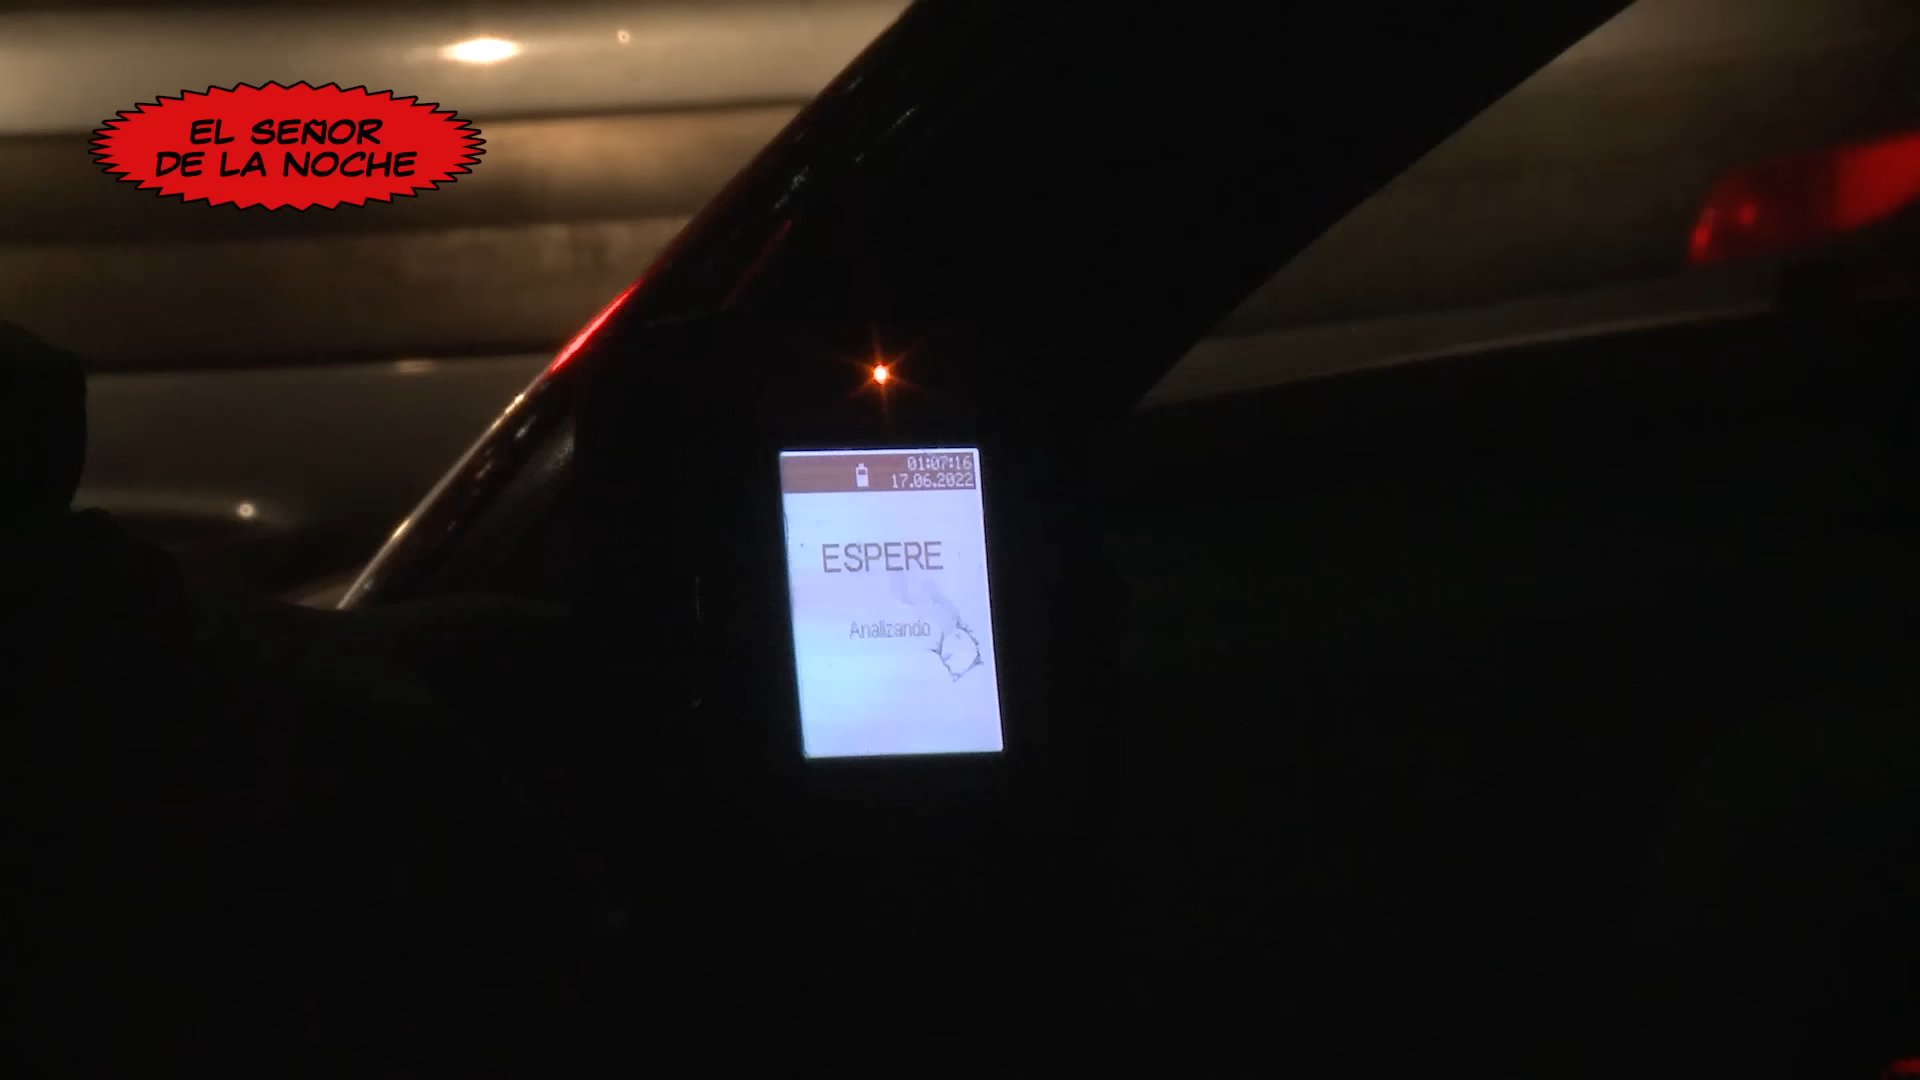 EL SEÑOR
DE LA NOCHE
01:07:16
17.06.2022
ESPERE
Analizando